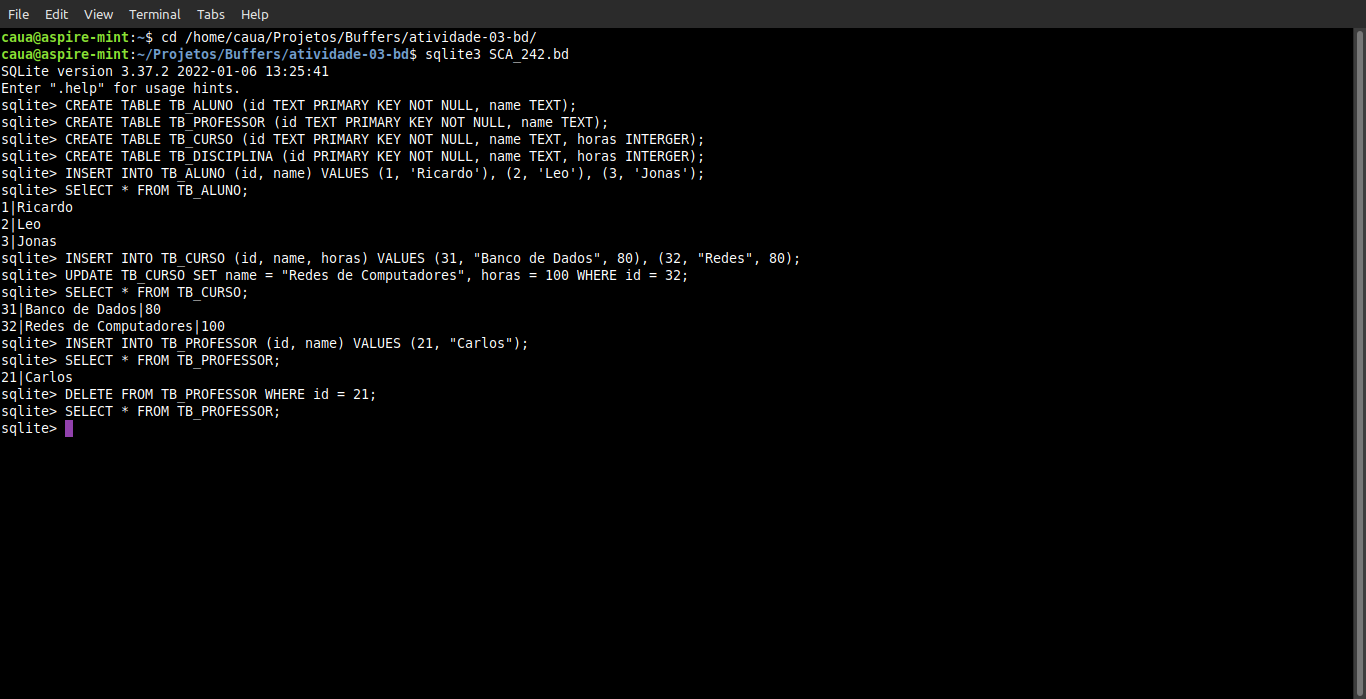 File Edit View Terminal Tabs Help
caua@aspire-mint:~$ cd /home/caua/Projetos/Buffers/atividade-03-bd/
caua@aspire-mint:~/Projetos/Buffers/atividade-03-bd$ sqlite3 SCA_242.bd
SQLite version 3.37.2 2022-01-06 13:25:41
Enter ".help" for usage hints.
sqlite> CREATE TABLE TB_ALUNO (id TEXT PRIMARY KEY NOT NULL, name TEXT);
sqlite> CREATE TABLE TB_PROFESSOR (id TEXT PRIMARY KEY NOT NULL, name TEXT);
sqlite> CREATE TABLE TB_CURSO (id TEXT PRIMARY KEY NOT NULL, name TEXT, horas INTERGER);
sqlite> CREATE TABLE TB_DISCIPLINA (id PRIMARY KEY NOT NULL, name TEXT, horas INTERGER);
sqlite> INSERT INTO TB_ALUNO (id, name) VALUES (1, 'Ricardo'), (2, 'Leo'), (3, 'Jonas');
sqlite> SElECT * FROM TB_ALUNO;
1|Ricardo
2|Leo
3|Jonas
sqlite> INSERT INTO TB_CURSO (id, name, horas) VALUES (31, "Banco de Dados", 80), (32, "Redes", 80);
sqlite> UPDATE TB_CURSO SET name = "Redes de Computadores", horas = 100 WHERE id = 32;
sqlite> SELECT * FROM TB_CURSO;
31|Banco de Dados|80
32|Redes de Computadores|100
sqlite> INSERT INTO TB_PROFESSOR (id, name) VALUES (21, "Carlos");
sqlite> SELECT * FROM TB_PROFESSOR;
21|Carlos
sqlite> DELETE FROM TB_PROFESSOR WHERE id = 21;
sqlite> SELECT * FROM TB_PROFESSOR;
sqlite>